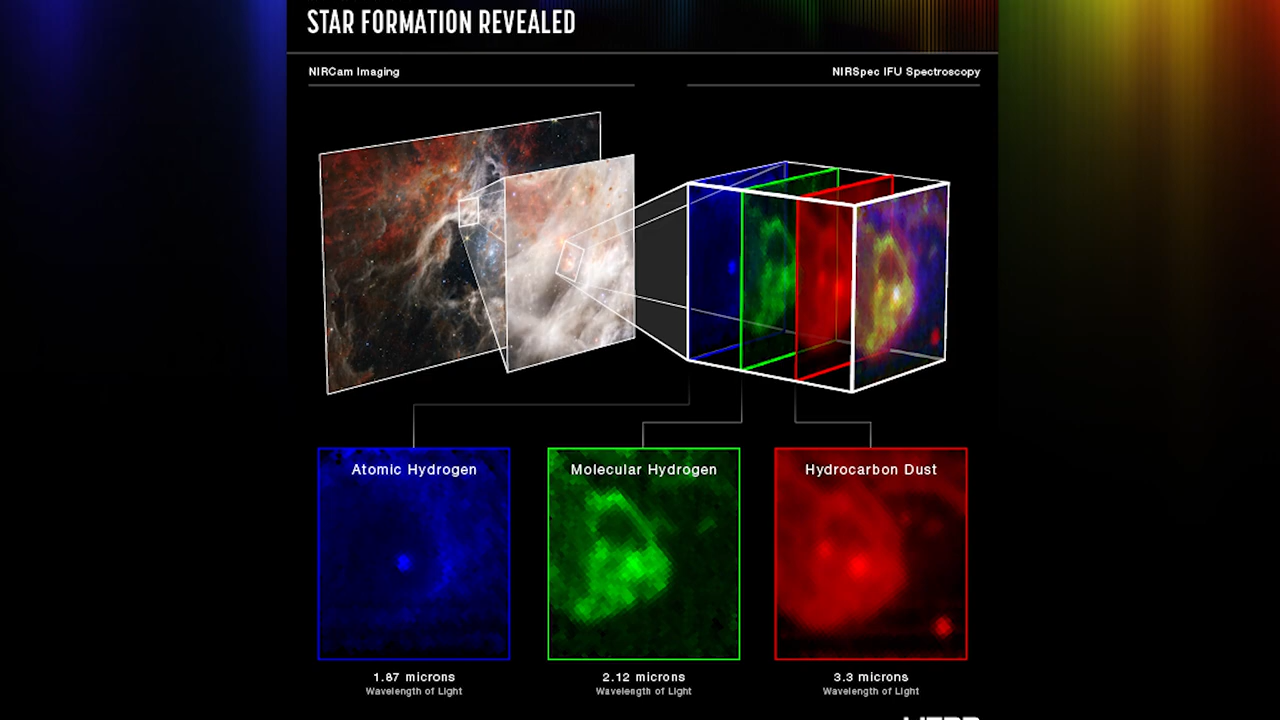 STAR FORMATION REVEALED
NIRCam Imaging
NIRSpec IFU Spectroscopy
Atomic Hydrogen
Molecular Hydrogen
Hydrocarbon Dust
1.87 microns
2.12 microns
3.3 microns
Wavelength of Light
Wavelength of Light
Wavelength of Light